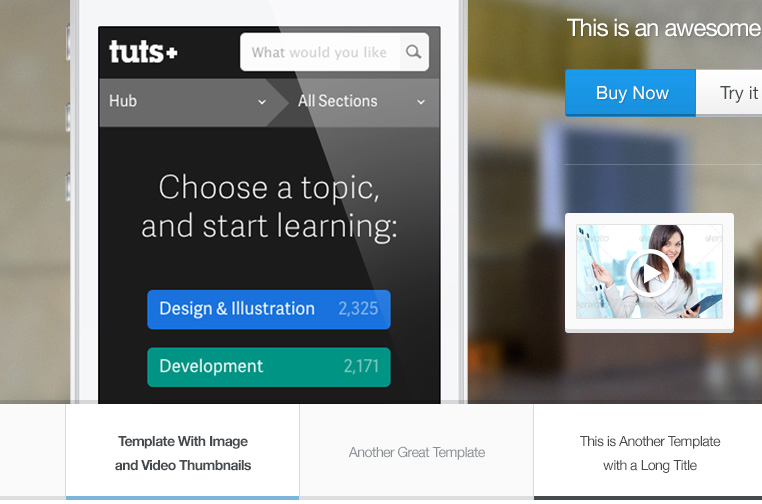 tuts+
What would you like
Hub
All Sections
Choose a topic,
and start learning:
Design & Illustration 2,325
Development 2,171
This is an awesome
Buy Now
Try it
Template With Image
and Video Thumbnails
Another Great Template
This is Another Template
with a Long Title